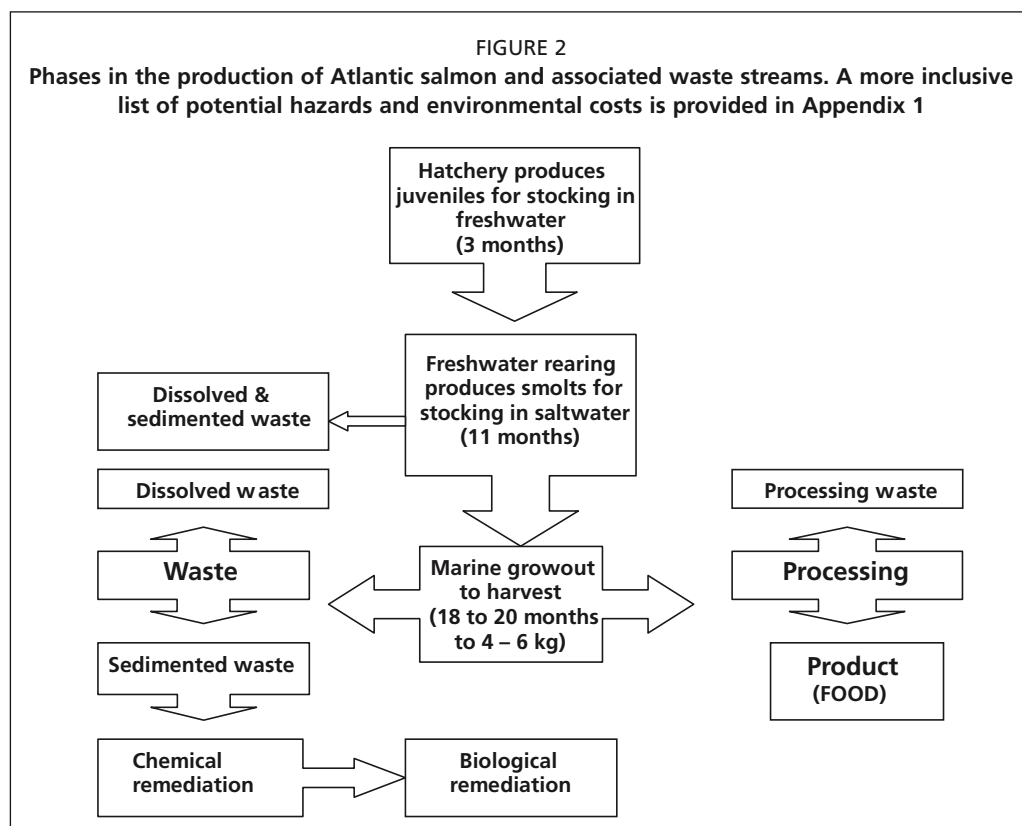 FIGURE 2
Phases in the production of Atlantic salmon and associated waste streams. A more inclusive
list of potential hazards and environmental costs is provided in Appendix 1
Hatchery produces
juveniles for stocking in
freshwater
(3 months)
Freshwater rearing
produces smolts for
stocking in saltwater
(11 months)
Dissolved &
sedimented waste
Dissolved waste
Waste
Sedimented waste
Chemical
remediation
Biological
remediation
Marine growout
to harvest
(18 to 20 months
to 4 – 6 kg)
Processing waste
Processing
Product
(FOOD)